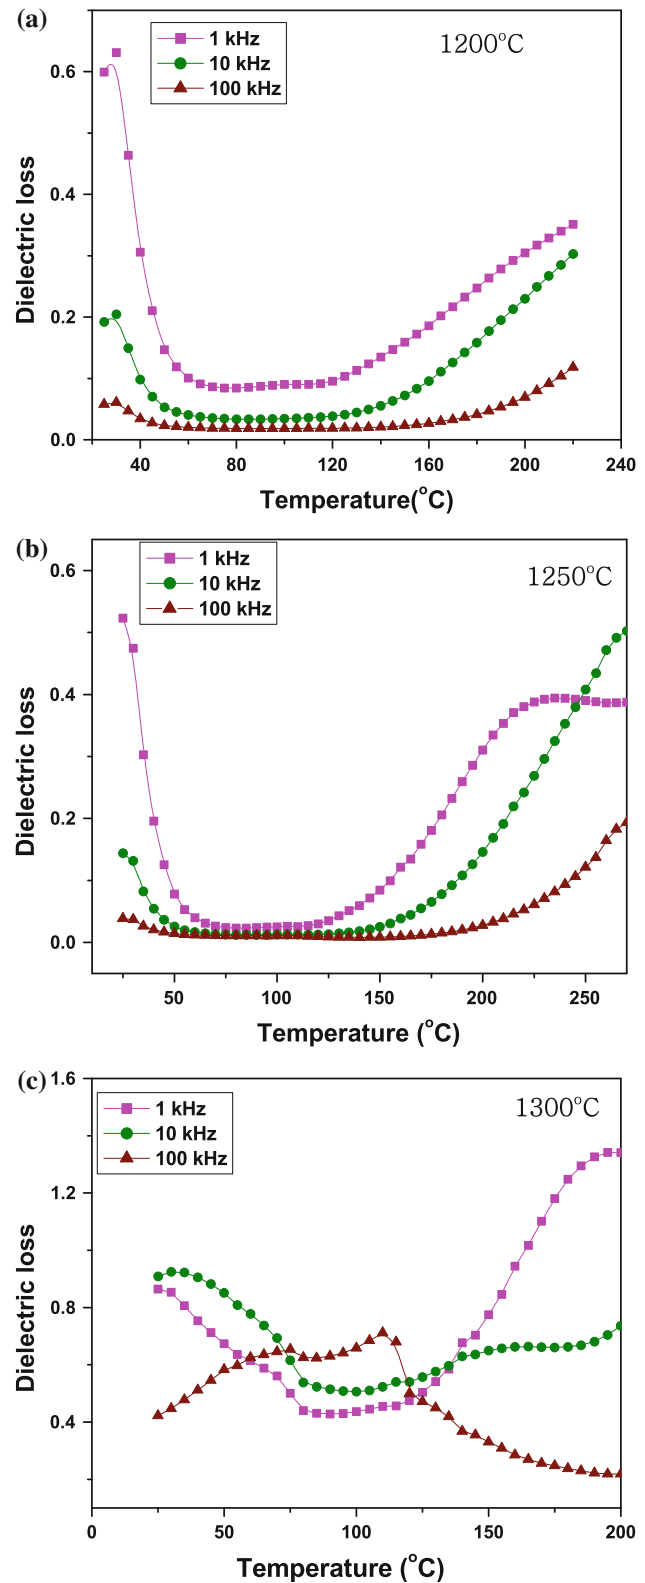 (a)
1 kHz
10 kHz
100 kHz
1200°C
0.6
0.4
0.2
0.0
Dielectric loss
40 80 120 160 200 240
Temperature(°C)
(b)
1 kHz
10 kHz
100 kHz
1250°C
0.6
0.4
0.2
0.0
Dielectric loss
50 100 150 200 250
Temperature (°C)
(c)
1 kHz
10 kHz
100 kHz
1300°C
1.6
1.2
0.8
0.4
Dielectric loss
0 50 100 150 200
Temperature (°C)